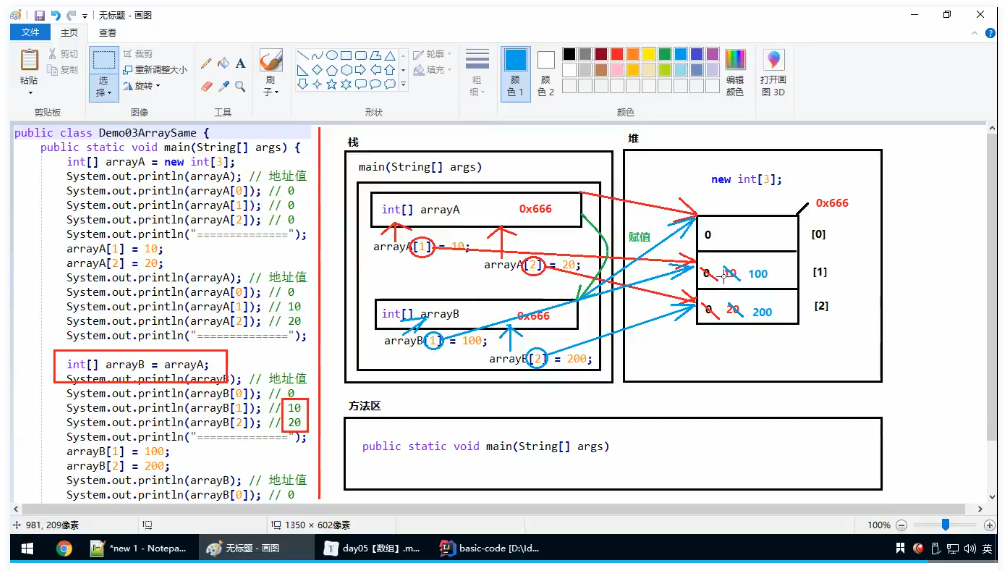 无标题 - 画图
文件 主页 查看
粘贴
剪切
复制
选择
裁剪
重新调整大小
旋转
A
刷子
轮廓
填充
粗细
颜色 1
颜色 2
编辑颜色
打开画图 3D
剪贴板 图像 工具 形状 颜色
public class Demo03ArraySame {
public static void main(String[] args) {
int[] arrayA = new int[3];
System.out.println(arrayA); // 地址值
System.out.println(arrayA[0]); // 0
System.out.println(arrayA[1]); // 0
System.out.println(arrayA[2]); // 0
System.out.println("==============");
arrayA[1] = 10;
arrayA[2] = 20;
System.out.println(arrayA); // 地址值
System.out.println(arrayA[0]); // 0
System.out.println(arrayA[1]); // 10
System.out.println(arrayA[2]); // 20
System.out.println("==============");
int[] arrayB = arrayA;
System.out.println(arrayB); // 地址值
System.out.println(arrayB[0]); // 0
System.out.println(arrayB[1]); // 10
System.out.println(arrayB[2]); // 20
System.out.println("==============");
arrayB[1] = 100;
arrayB[2] = 200;
System.out.println(arrayB); // 地址值
System.out.println(arrayB[0]); // 0
栈
main(String[] args)
int[] arrayA 0x666
arrayA[1] = 10;
arrayA[2] = 20;
int[] arrayB 0x666
arrayB[1] = 100;
arrayB[2] = 200;
赋值
堆
new int[3];
0x666
0 [0]
0 10 100 [1]
0 20 200 [2]
方法区
public static void main(String[] args)
981, 209像素 1350 × 602像素 100%
*new 1 - Notepa... 无标题 - 画图 day05【数组】.m... basic-code [D:\Id... 英